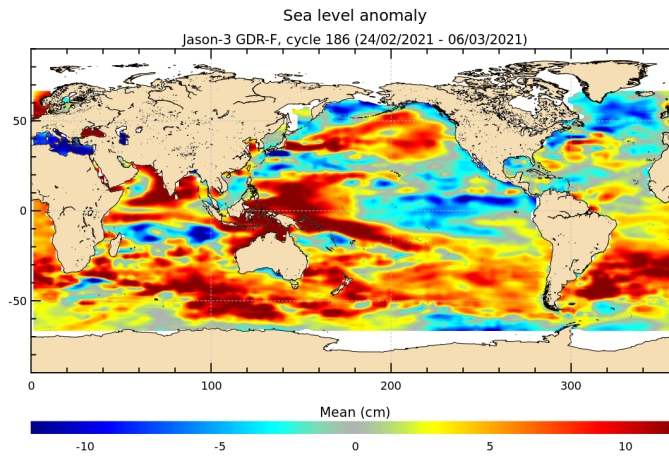 Sea level anomaly
Jason-3 GDR-F, cycle 186 (24/02/2021 - 06/03/2021)
50
0
-50
0 100 200 300
Mean (cm)
-10 -5 0 5 10